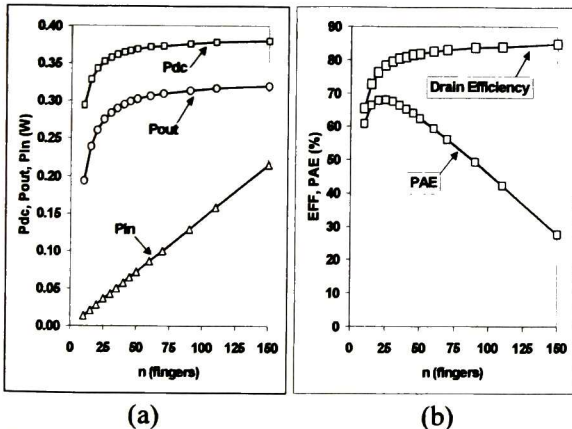 Pdc, Pout, Pin (W)
0.40
0.35
0.30
0.25
0.20
0.15
0.10
0.05
0.00
Pdc
Pout
Pin
0 25 50 75 100 125 150
n (fingers)
(a)
EFF, PAE (%)
90
80
70
60
50
40
30
20
10
0
Drain Efficiency
PAE
0 25 50 75 100 125 150
n (fingers)
(b)